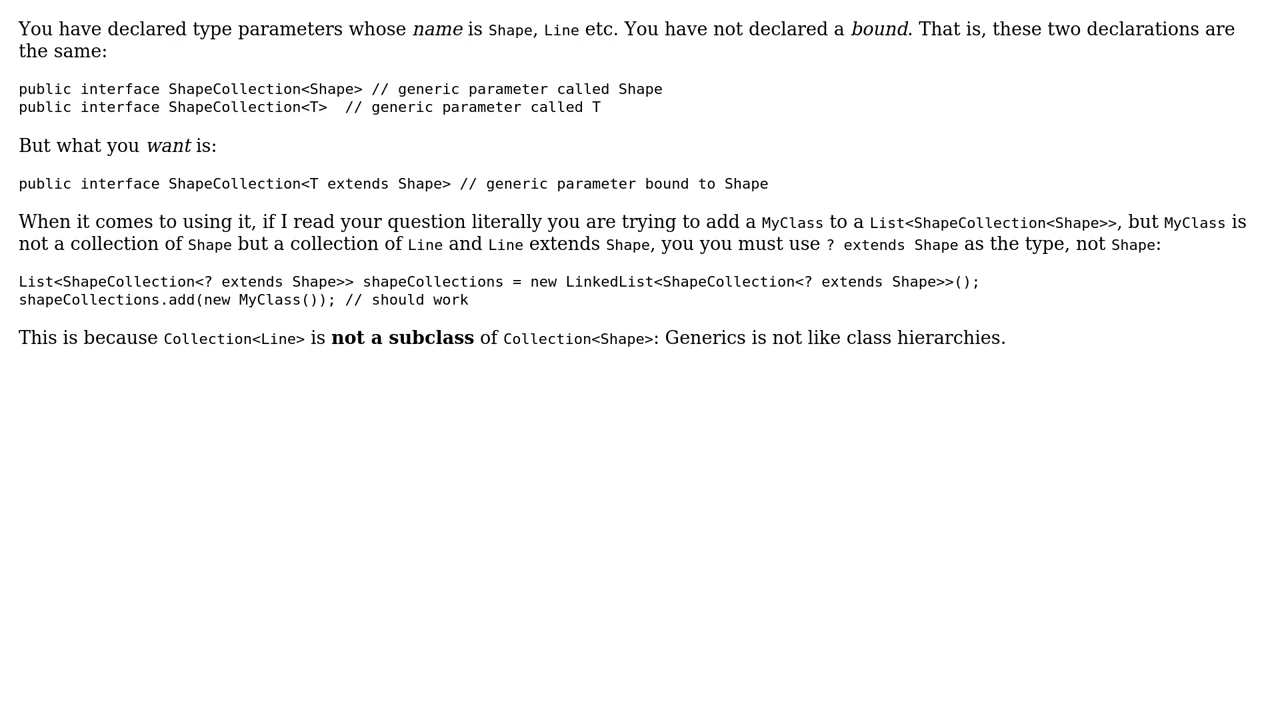 You have declared type parameters whose name is Shape, Line etc. You have not declared a bound. That is, these two declarations are
the same:
public interface ShapeCollection<Shape> // generic parameter called Shape
public interface ShapeCollection<T>  // generic parameter called T
But what you want is:
public interface ShapeCollection<T extends Shape> // generic parameter bound to Shape
When it comes to using it, if I read your question literally you are trying to add a MyClass to a List<ShapeCollection<Shape>>, but MyClass is
not a collection of Shape but a collection of Line and Line extends Shape, you you must use ? extends Shape as the type, not Shape:
List<ShapeCollection<? extends Shape>> shapeCollections = new LinkedList<ShapeCollection<? extends Shape>>();
shapeCollections.add(new MyClass()); // should work
This is because Collection<Line> is not a subclass of Collection<Shape>: Generics is not like class hierarchies.